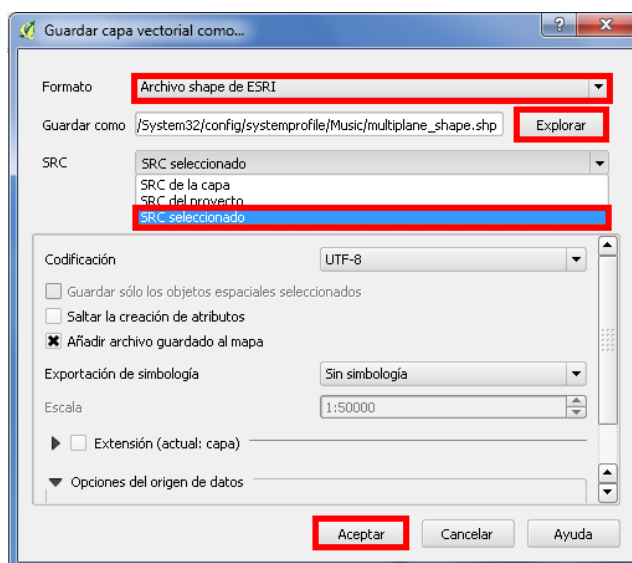 Guardar capa vectorial como...
Formato Archivo shape de ESRI
Guardar como /System32/config/systemprofile/Music/multiplane_shape.shp Explorar
SRC SRC seleccionado
SRC de la capa
SRC del proyecto
SRC seleccionado
Codificación UTF-8
Guardar sólo los objetos espaciales seleccionados
Saltar la creación de atributos
Añadir archivo guardado al mapa
Exportación de simbología Sin simbología
Escala 1:50000
Extensión (actual: capa)
Opciones del origen de datos
Aceptar Cancelar Ayuda